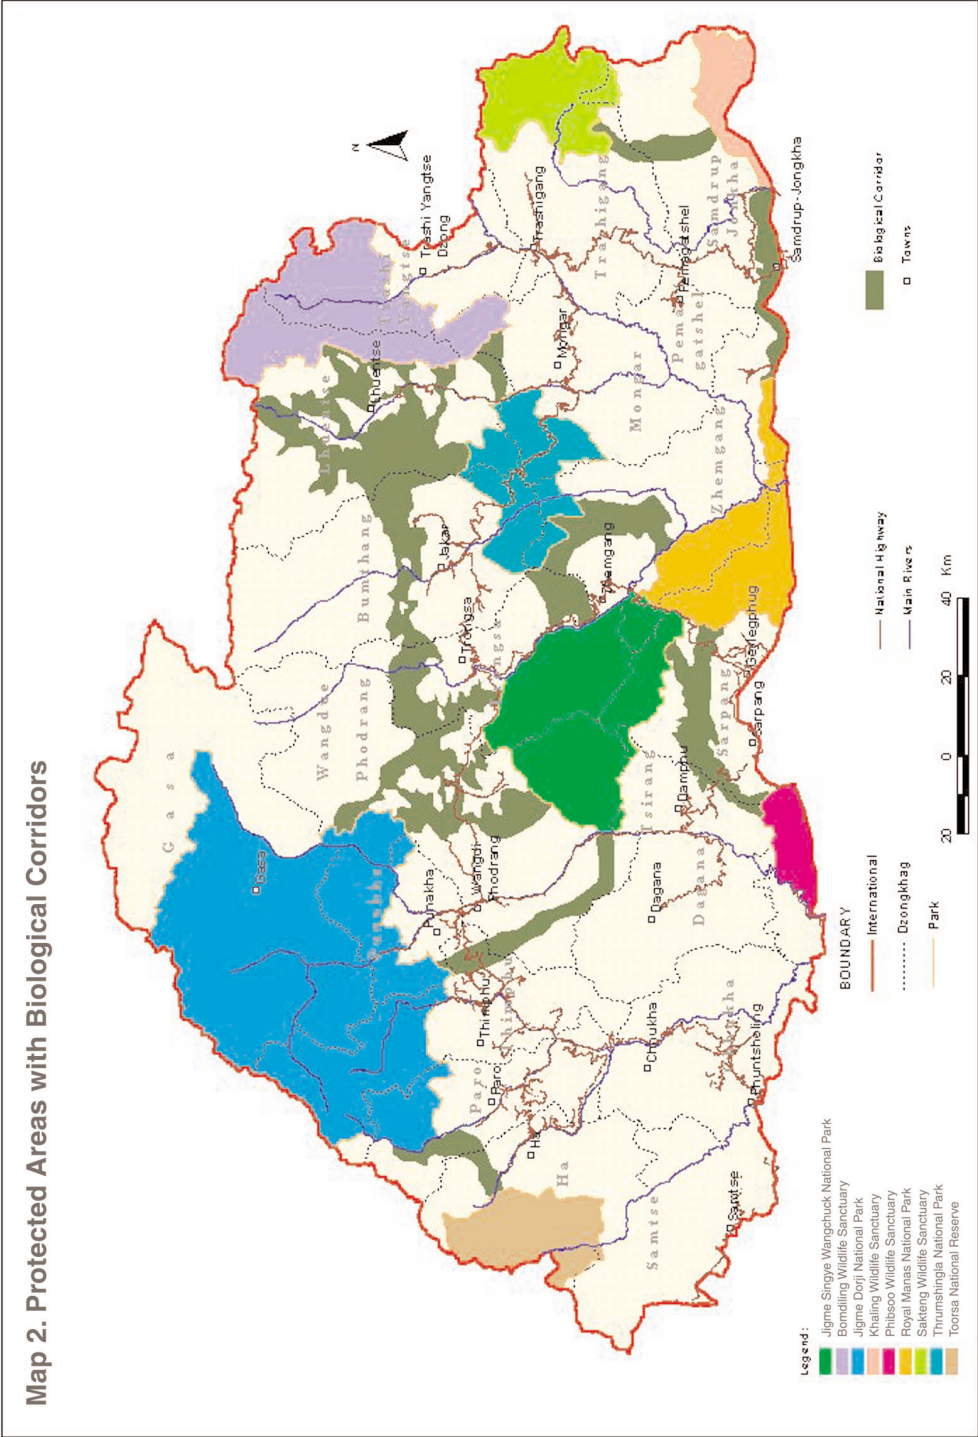 Map 2. Protected Areas with Biological Corridors
N
Gasa
Gasa
Lhuentse
Lhuentse
Trashi Yangtse
Dzong
Trashi
Yangtse
Wangdue
Phodrang
Bumthang
Jakar
Trongsa
Punakha
Punakha
Wangdi
Phodrang
Thimphu
Thimphu
Paro
Paro
Ha
Ha
Mongar
Mongar
Trashigang
Trashigang
Zhemgang
Zhemgang
Pemagatshel
Pema
gatshel
Samdrup
Jongkha
Samdrup-Jongkha
Tsirang
Damphu
Sarpang
Sarpang
Geylegphug
Dagana
Dagana
Chhukha
Phuntsholing
Samtse
Samtse
Legend:
Jigme Singye Wangchuck National Park
Bomdiling Wildlife Sanctuary
Jigme Dorji National Park
Khaling Wildlife Sanctuary
Phibsoo Wildlife Sanctuary
Royal Manas National Park
Sakteng Wildlife Sanctuary
Thrumshingla National Park
Toorsa National Reserve
BOUNDARY
International
Dzongkhag
Park
National Highway
Main Rivers
Biological Corridor
Towns
20 0 20 40 Km